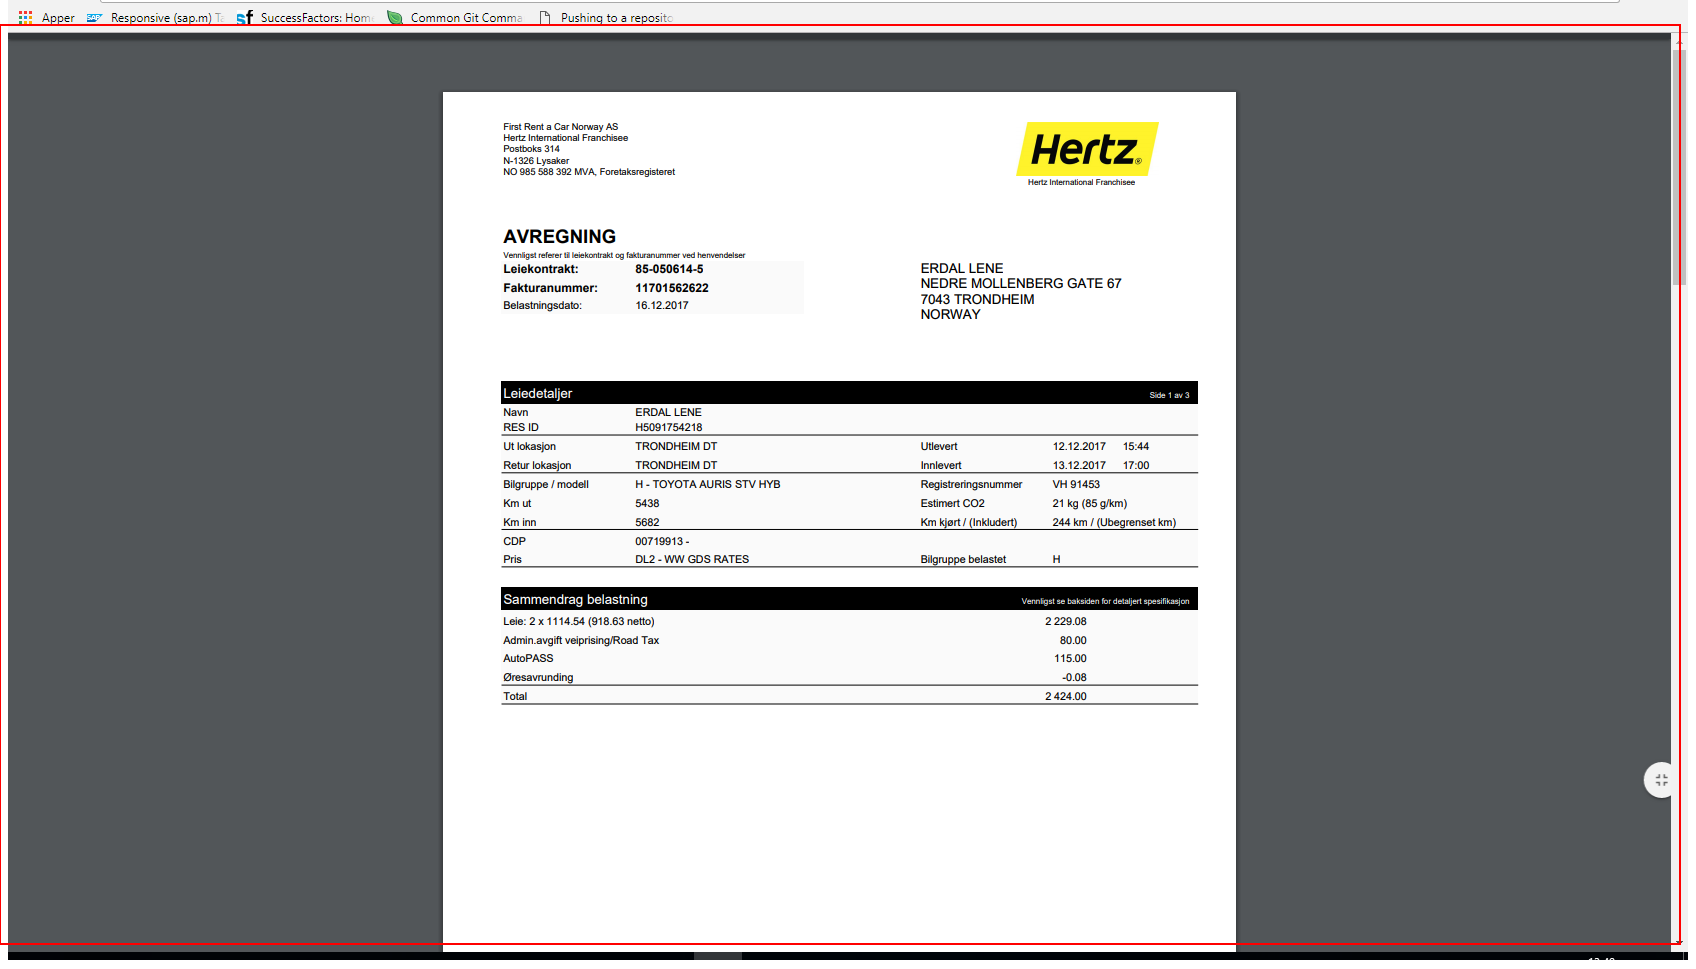 Apper Responsive (sap.m) SuccessFactors: Hom Common Git Comma Pushing to a reposito
First Rent a Car Norway AS
Hertz International Franchisee
Postboks 314
N-1326 Lysaker
NO 985 588 392 MVA, Foretaksregisteret
Hertz®
Hertz International Franchisee
AVREGNING
Vennligst referer til leiekontrakt og fakturanummer ved henvendelser
Leiekontrakt: 85-050614-5
Fakturanummer: 11701562622
Belastningsdato: 16.12.2017
ERDAL LENE
NEDRE MOLLENBERG GATE 67
7043 TRONDHEIM
NORWAY
Leiedetaljer Side 1 av 3
Navn ERDAL LENE
RES ID H5091754218
Ut lokasjon TRONDHEIM DT Utlevert 12.12.2017 15:44
Retur lokasjon TRONDHEIM DT Innlevert 13.12.2017 17:00
Bilgruppe / modell H - TOYOTA AURIS STV HYB Registreringsnummer VH 91453
Km ut 5438 Estimert CO2 21 kg (85 g/km)
Km inn 5682 Km kjørt / (Inkludert) 244 km / (Ubegrenset km)
CDP 00719913 -
Pris DL2 - WW GDS RATES Bilgruppe belastet H
Sammendrag belastning Vennligst se baksiden for detaljert spesifikasjon
Leie: 2 x 1114.54 (918.63 netto) 2 229.08
Admin.avgift veiprising/Road Tax 80.00
AutoPASS 115.00
Øresavrunding -0.08
Total 2 424.00